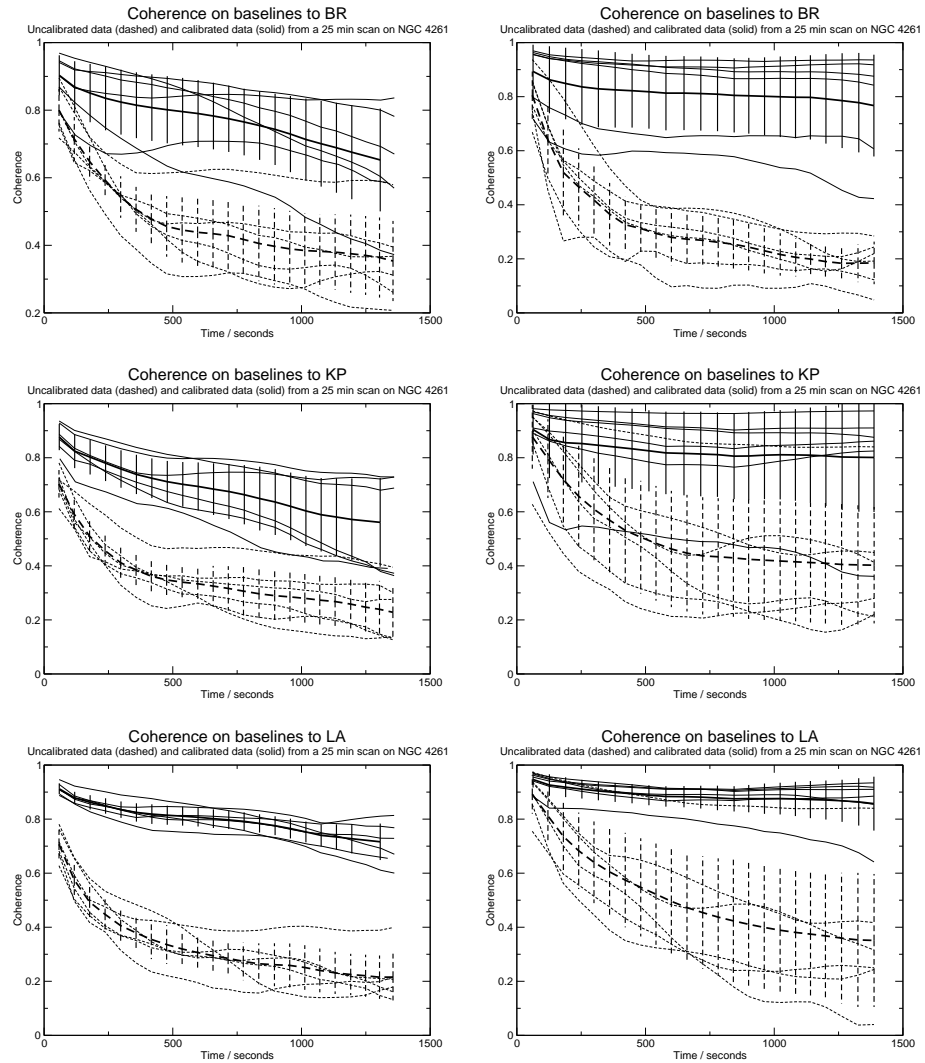 Coherence on baselines to BR
Uncalibrated data (dashed) and calibrated data (solid) from a 25 min scan on NGC 4261
1
0.8
0.6
0.4
0.2
Coherence
0 500 1000 1500
Time / seconds
Coherence on baselines to BR
Uncalibrated data (dashed) and calibrated data (solid) from a 25 min scan on NGC 4261
1
0.8
0.6
0.4
0.2
0
Coherence
0 500 1000 1500
Time / seconds
Coherence on baselines to KP
Uncalibrated data (dashed) and calibrated data (solid) from a 25 min scan on NGC 4261
1
0.8
0.6
0.4
0.2
0
Coherence
0 500 1000 1500
Time / seconds
Coherence on baselines to KP
Uncalibrated data (dashed) and calibrated data (solid) from a 25 min scan on NGC 4261
1
0.8
0.6
0.4
0.2
0
Coherence
0 500 1000 1500
Time / seconds
Coherence on baselines to LA
Uncalibrated data (dashed) and calibrated data (solid) from a 25 min scan on NGC 4261
1
0.8
0.6
0.4
0.2
0
Coherence
0 500 1000 1500
Time / seconds
Coherence on baselines to LA
Uncalibrated data (dashed) and calibrated data (solid) from a 25 min scan on NGC 4261
1
0.8
0.6
0.4
0.2
0
Coherence
0 500 1000 1500
Time / seconds